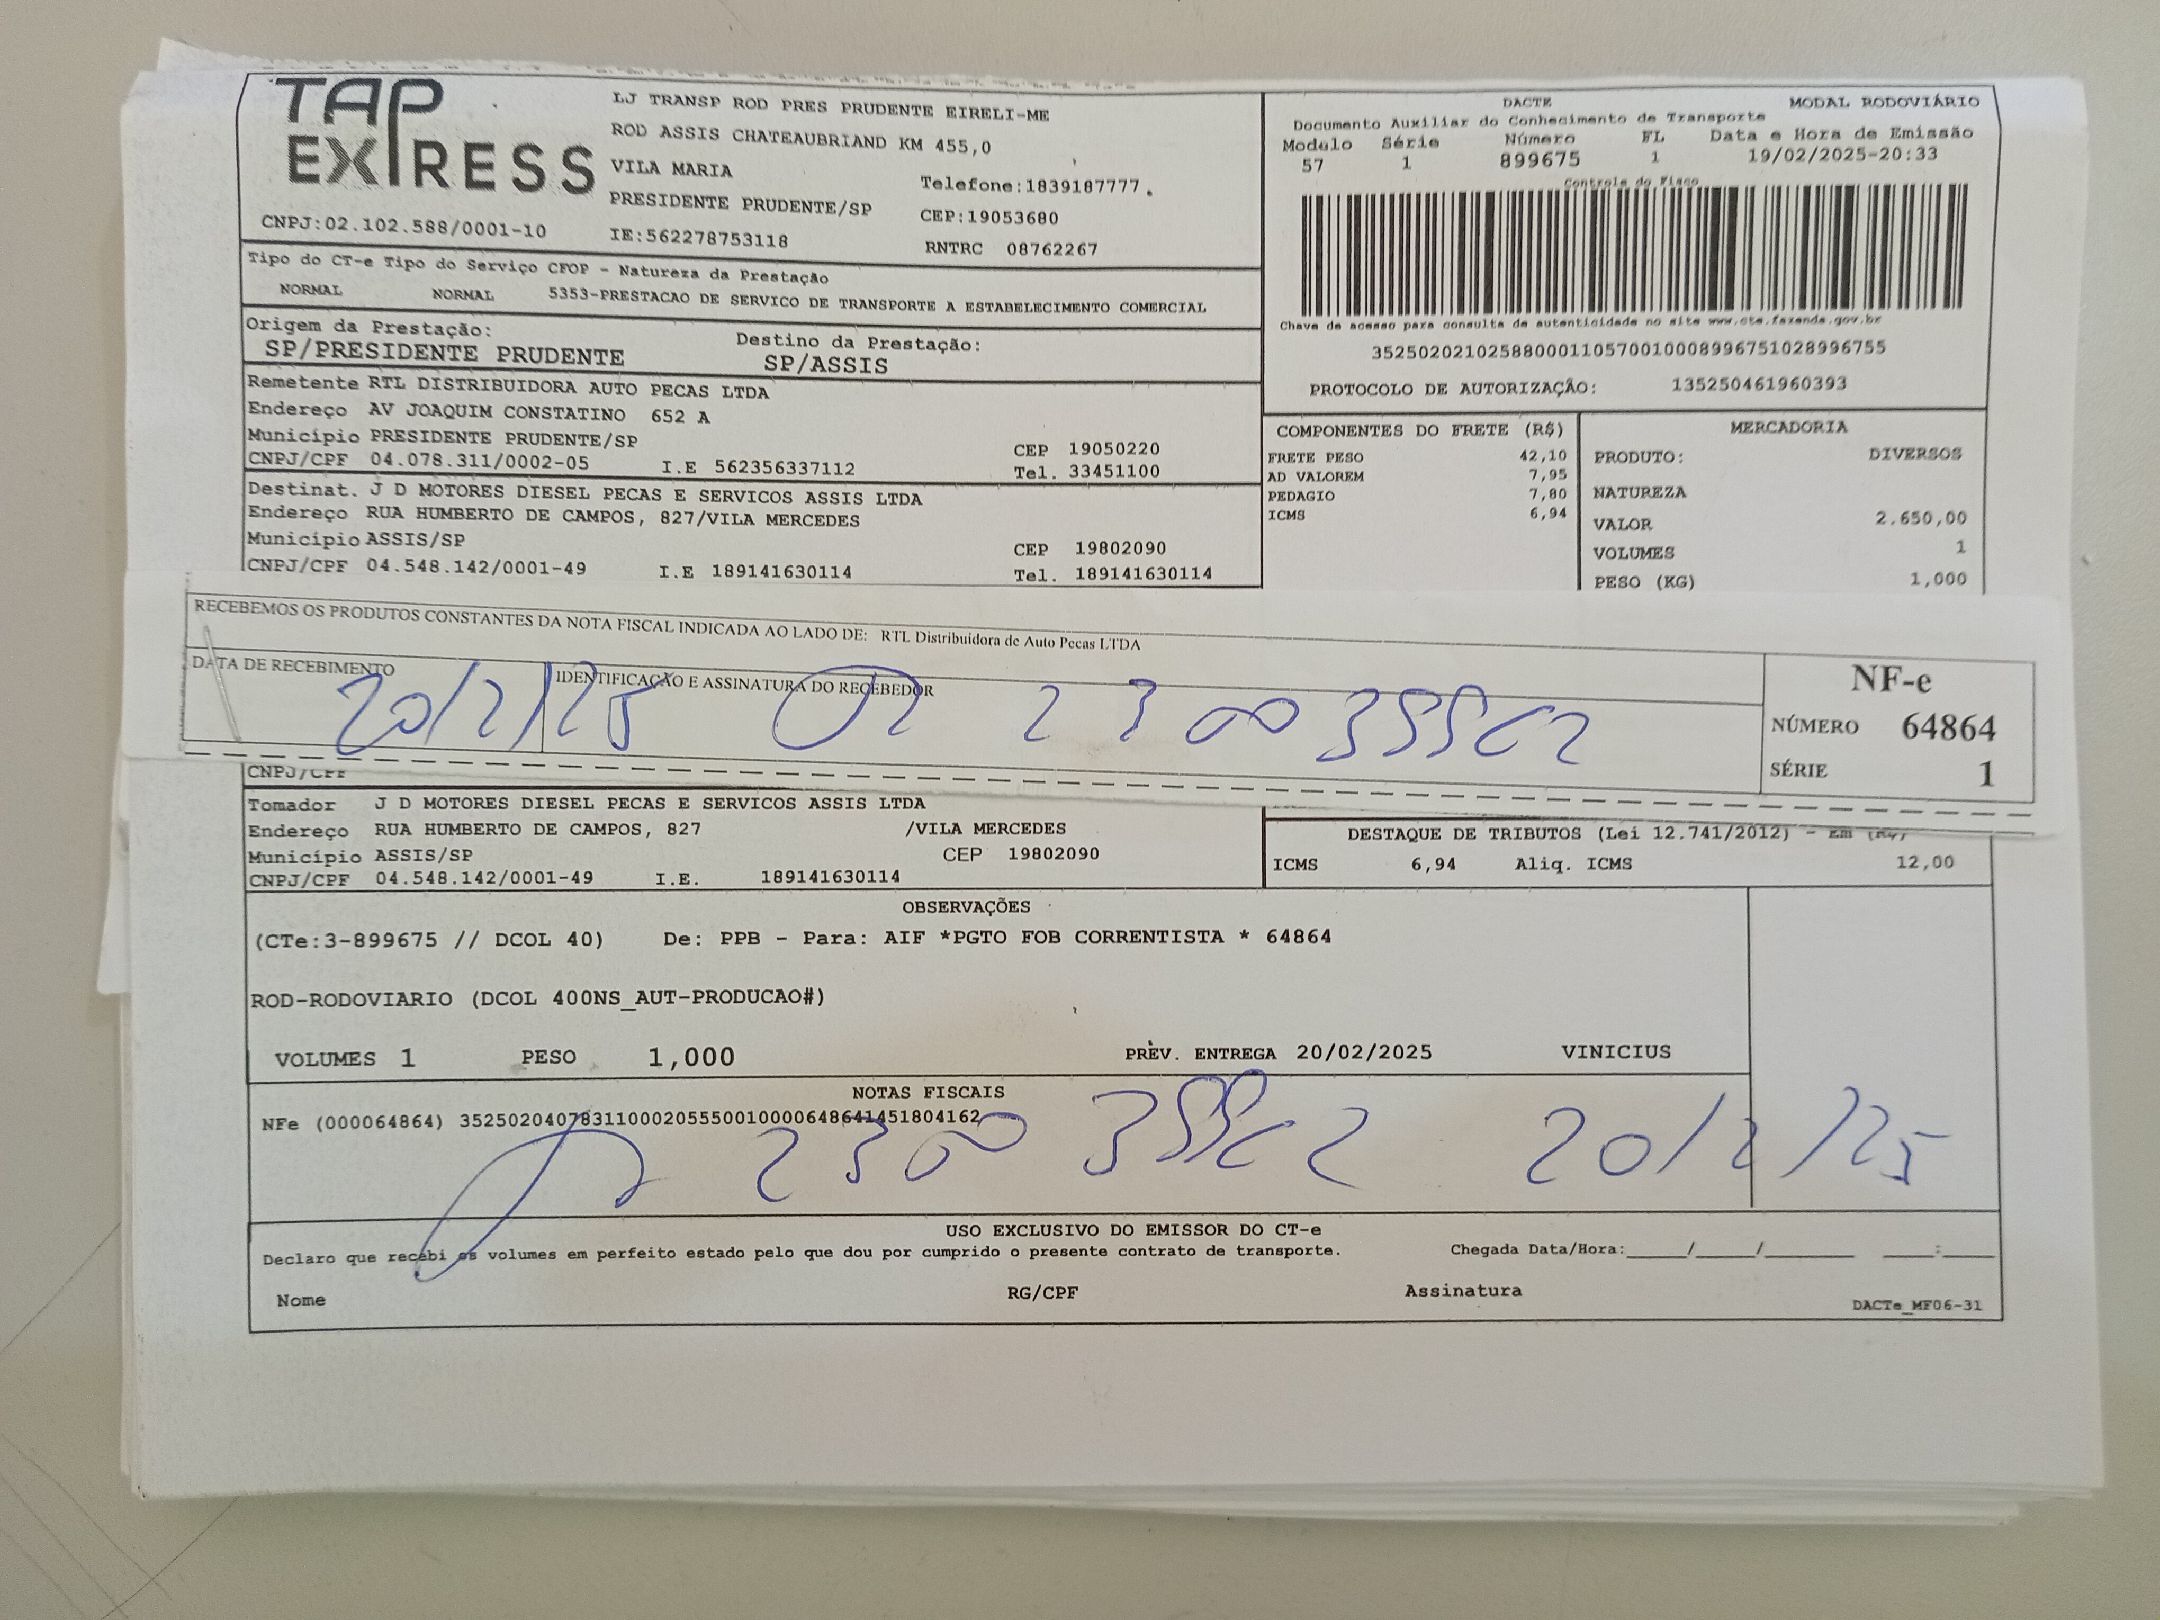 TAP EXPRESS
LJ TRANSP ROD PRES PRUDENTE EIRELI-ME
ROD ASSIS CHATEAUBRIAND KM 455,0
VILA MARIA
Telefone:1839187777.
PRESIDENTE PRUDENTE/SP
CEP:19053680
CNPJ:02.102.588/0001-10
IE:562278753118
RNTRC 08762267
DACTE MODAL RODOVIÁRIO
Documento Auxiliar do Conhecimento de Transporte
Modulo Série Número FL Data e Hora de Emissão
57 1 899675 1 19/02/2025-20:33
Controle do Fisco
Chave de acesso para consulta de autenticidade no site www.cte.fazenda.gov.br
35250202102588000110570010008996751028996755
PROTOCOLO DE AUTORIZAÇÃO: 135250461960393
Tipo do CT-e Tipo do Serviço CFOP - Natureza da Prestação
NORMAL NORMAL 5353-PRESTACAO DE SERVICO DE TRANSPORTE A ESTABELECIMENTO COMERCIAL
Origem da Prestação: Destino da Prestação:
SP/PRESIDENTE PRUDENTE SP/ASSIS
Remetente RTL DISTRIBUIDORA AUTO PECAS LTDA
Endereço AV JOAQUIM CONSTATINO 652 A
Município PRESIDENTE PRUDENTE/SP CEP 19050220
CNPJ/CPF 04.078.311/0002-05 I.E 562356337112 Tel. 33451100
Destinat. J D MOTORES DIESEL PECAS E SERVICOS ASSIS LTDA
Endereço RUA HUMBERTO DE CAMPOS, 827/VILA MERCEDES
Município ASSIS/SP CEP 19802090
CNPJ/CPF 04.548.142/0001-49 I.E 189141630114 Tel. 189141630114
COMPONENTES DO FRETE (R$)
FRETE PESO 42,10
AD VALOREM 7,95
PEDAGIO 7,80
ICMS 6,94
MERCADORIA
PRODUTO: DIVERSOS
NATUREZA
VALOR 2.650,00
VOLUMES 1
PESO (KG) 1,000
RECEBEMOS OS PRODUTOS CONSTANTES DA NOTA FISCAL INDICADA AO LADO DE: RTL Distribuidora de Auto Pecas LTDA
DATA DE RECEBIMENTO IDENTIFICAÇÃO E ASSINATURA DO RECEBEDOR
20/2/25
NF-e
NÚMERO 64864
SÉRIE 1
CNPJ/CPF
Tomador J D MOTORES DIESEL PECAS E SERVICOS ASSIS LTDA
Endereço RUA HUMBERTO DE CAMPOS, 827 /VILA MERCEDES
Município ASSIS/SP CEP 19802090
CNPJ/CPF 04.548.142/0001-49 I.E. 189141630114
DESTAQUE DE TRIBUTOS (Lei 12.741/2012) - Em (R$)
ICMS 6,94 Aliq. ICMS 12,00
OBSERVAÇÕES
(CTe:3-899675 // DCOL 40) De: PPB - Para: AIF *PGTO FOB CORRENTISTA * 64864
ROD-RODOVIARIO (DCOL 400NS_AUT-PRODUCAO#)
VOLUMES 1 PESO 1,000 PREV. ENTREGA 20/02/2025 VINICIUS
NOTAS FISCAIS
NFe (000064864) 35250204078311000205550010000648641451804162
20/2/25
USO EXCLUSIVO DO EMISSOR DO CT-e
Declaro que recebi os volumes em perfeito estado pelo que dou por cumprido o presente contrato de transporte. Chegada Data/Hora:_____/_____/_______ ____:____
Nome RG/CPF Assinatura
DACTe_MF06-31